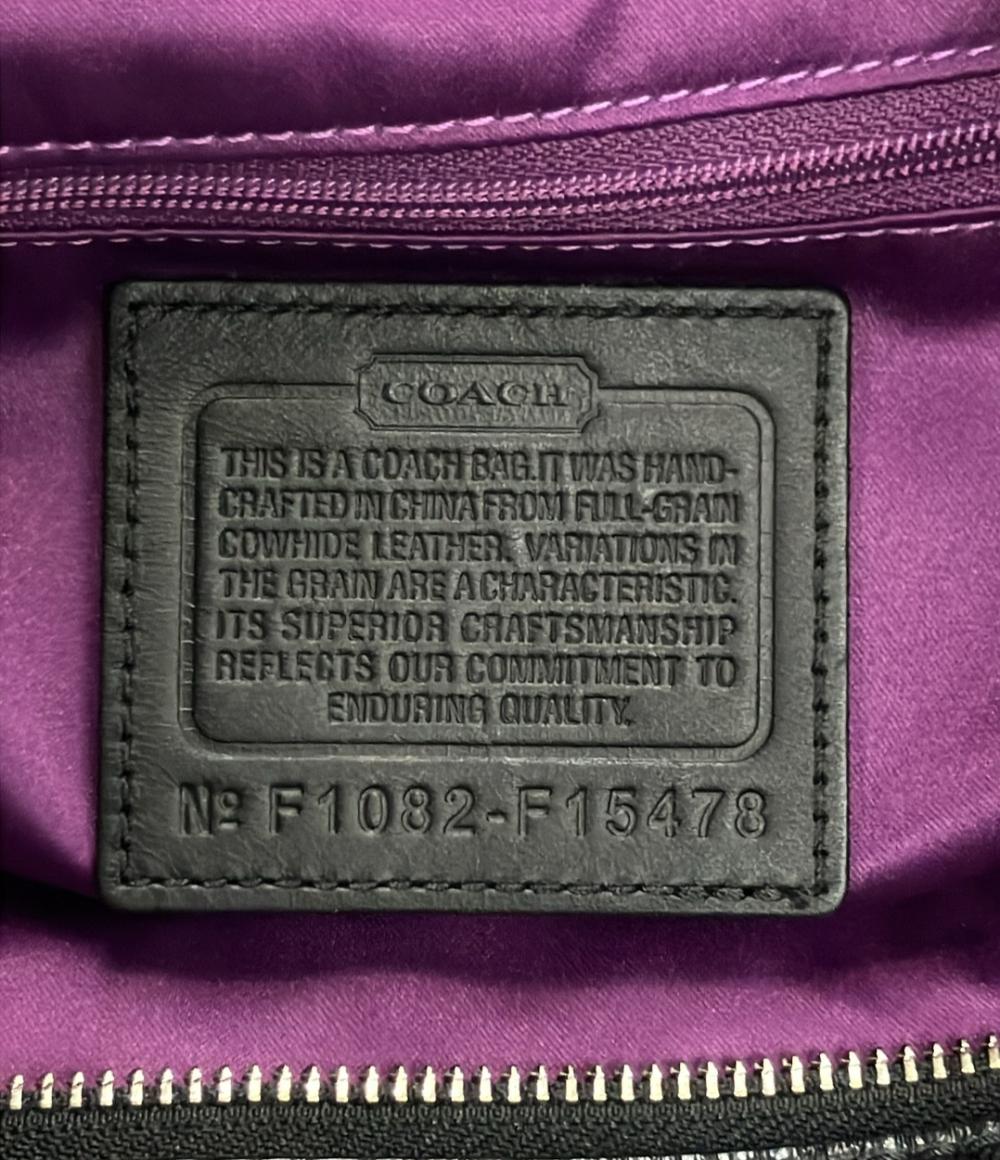 COACH
THIS IS A COACH BAG.IT WAS HAND-
CRAFTED IN CHINA FROM FULL-GRAIN
COWHIDE LEATHER. VARIATIONS IN
THE GRAIN ARE A CHARACTERISTIC.
ITS SUPERIOR CRAFTSMANSHIP
REFLECTS OUR COMMITMENT TO
ENDURING QUALITY.
Nº F1082-F15478